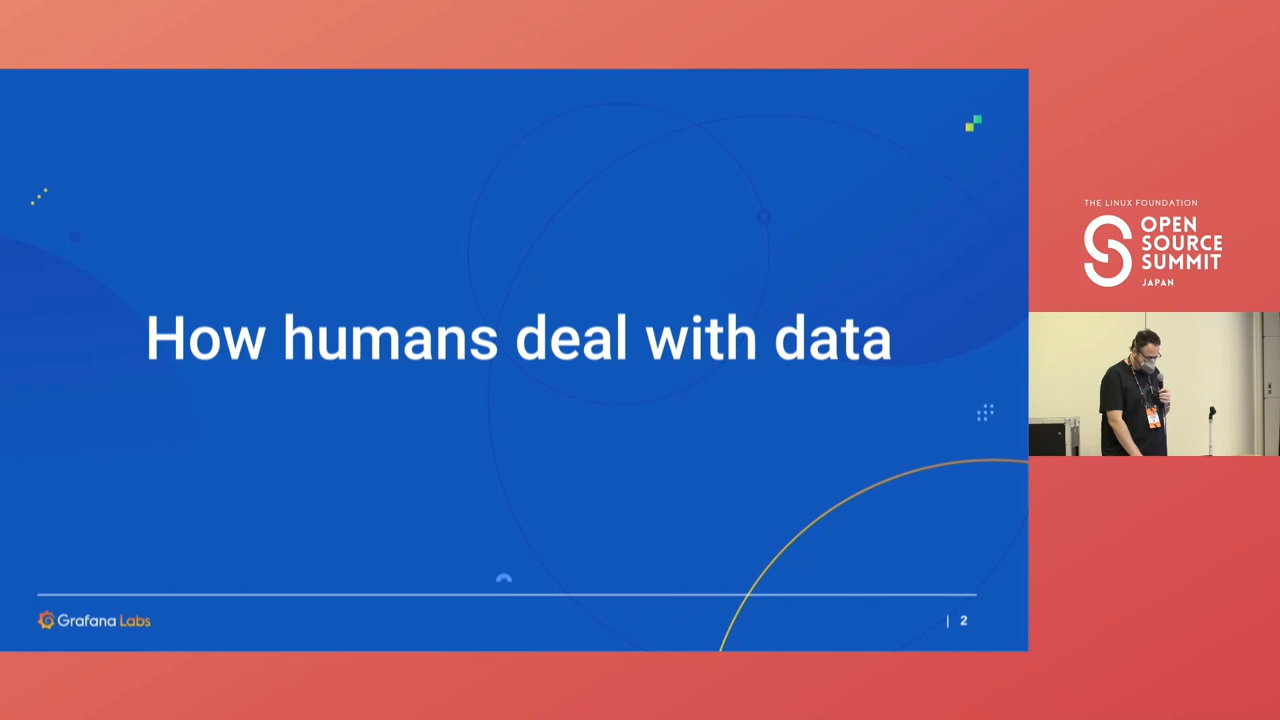 How humans deal with data
Grafana Labs
| 2
THE LINUX FOUNDATION
OPEN
SOURCE
SUMMIT
JAPAN